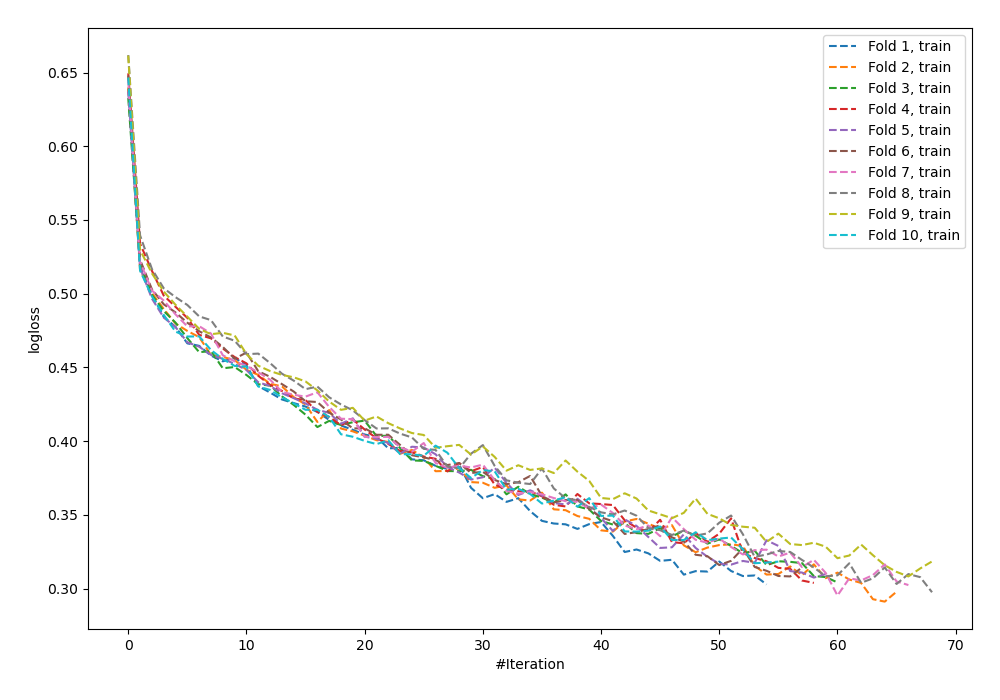 0.65
0.60
0.55
0.50
0.45
0.40
0.35
0.30
logloss
0
10
20
30
40
50
60
70
#Iteration
Fold 1, train
Fold 2, train
Fold 3, train
Fold 4, train
Fold 5, train
Fold 6, train
Fold 7, train
Fold 8, train
Fold 9, train
Fold 10, train